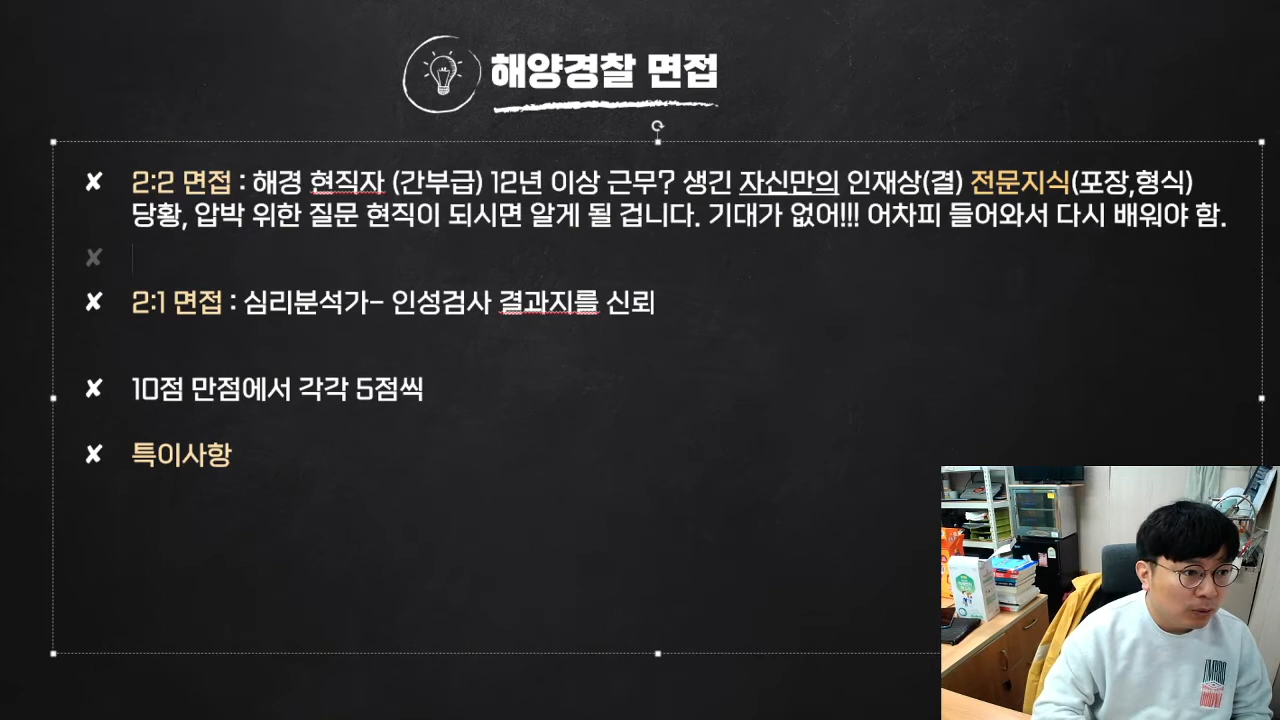 해양경찰 면접
✘ 2:2 면접 : 해경 현직자 (간부급) 12년 이상 근무? 생긴 자신만의 인재상(결) 전문지식(포장,형식)
당황, 압박 위한 질문 현직이 되시면 알게 될 겁니다. 기대가 없어!!! 어차피 들어와서 다시 배워야 함.
✘
✘ 2:1 면접 : 심리분석가- 인성검사 결과지를 신뢰
✘ 10점 만점에서 각각 5점씩
✘ 특이사항